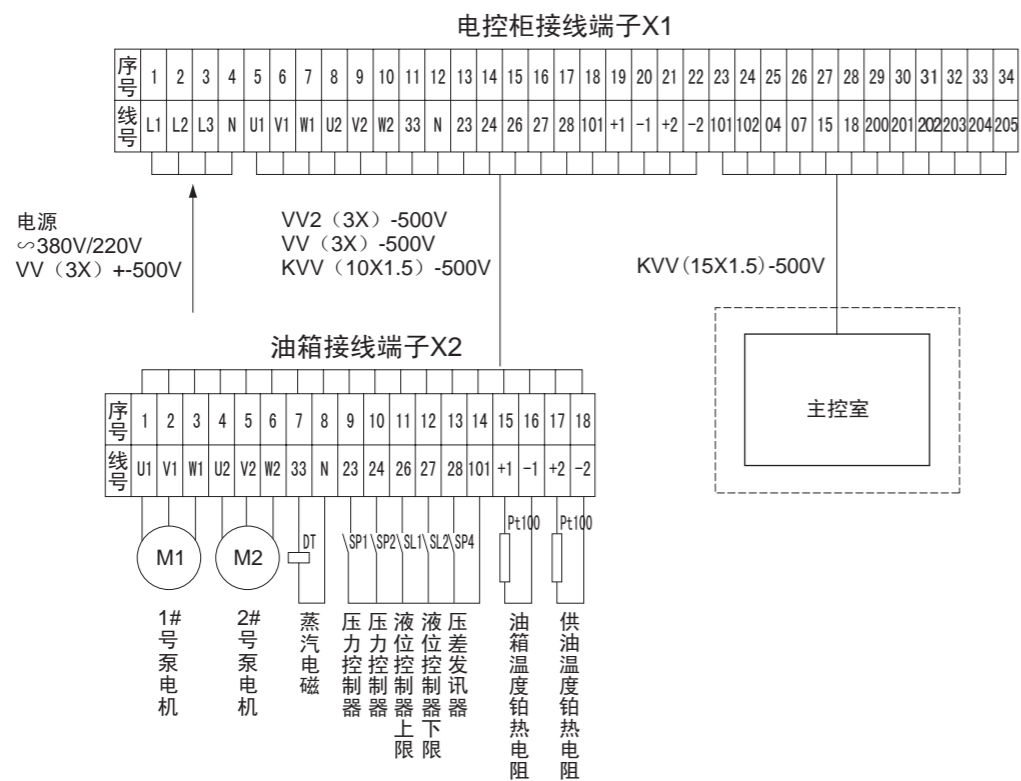 电控柜接线端子X1
序号 1 2 3 4 5 6 7 8 9 10 11 12 13 14 15 16 17 18 19 20 21 22 23 24 25 26 27 28 29 30 31 32 33 34
线号 L1 L2 L3 N U1 V1 W1 U2 V2 W2 33 N 23 24 26 27 28 101 +1 -1 +2 -2 101 102 04 07 15 18 200 201 202 203 204 205
电源
∽380V/220V
VV（3X）+-500V
VV2（3X）-500V
VV（3X）-500V
KVV（10X1.5）-500V
KVV(15X1.5)-500V
主控室
油箱接线端子X2
序号 1 2 3 4 5 6 7 8 9 10 11 12 13 14 15 16 17 18
线号 U1 V1 W1 U2 V2 W2 33 N 23 24 26 27 28 101 +1 -1 +2 -2
M1 M2 DT SP1 SP2 SL1 SL2 SP4 Pt100 Pt100
1#号泵电机
2#号泵电机
蒸汽电磁
压力控制器
压力控制器
液位控制器上限
液位控制器下限
压差发讯器
油箱温度铂热电阻
供油温度铂热电阻